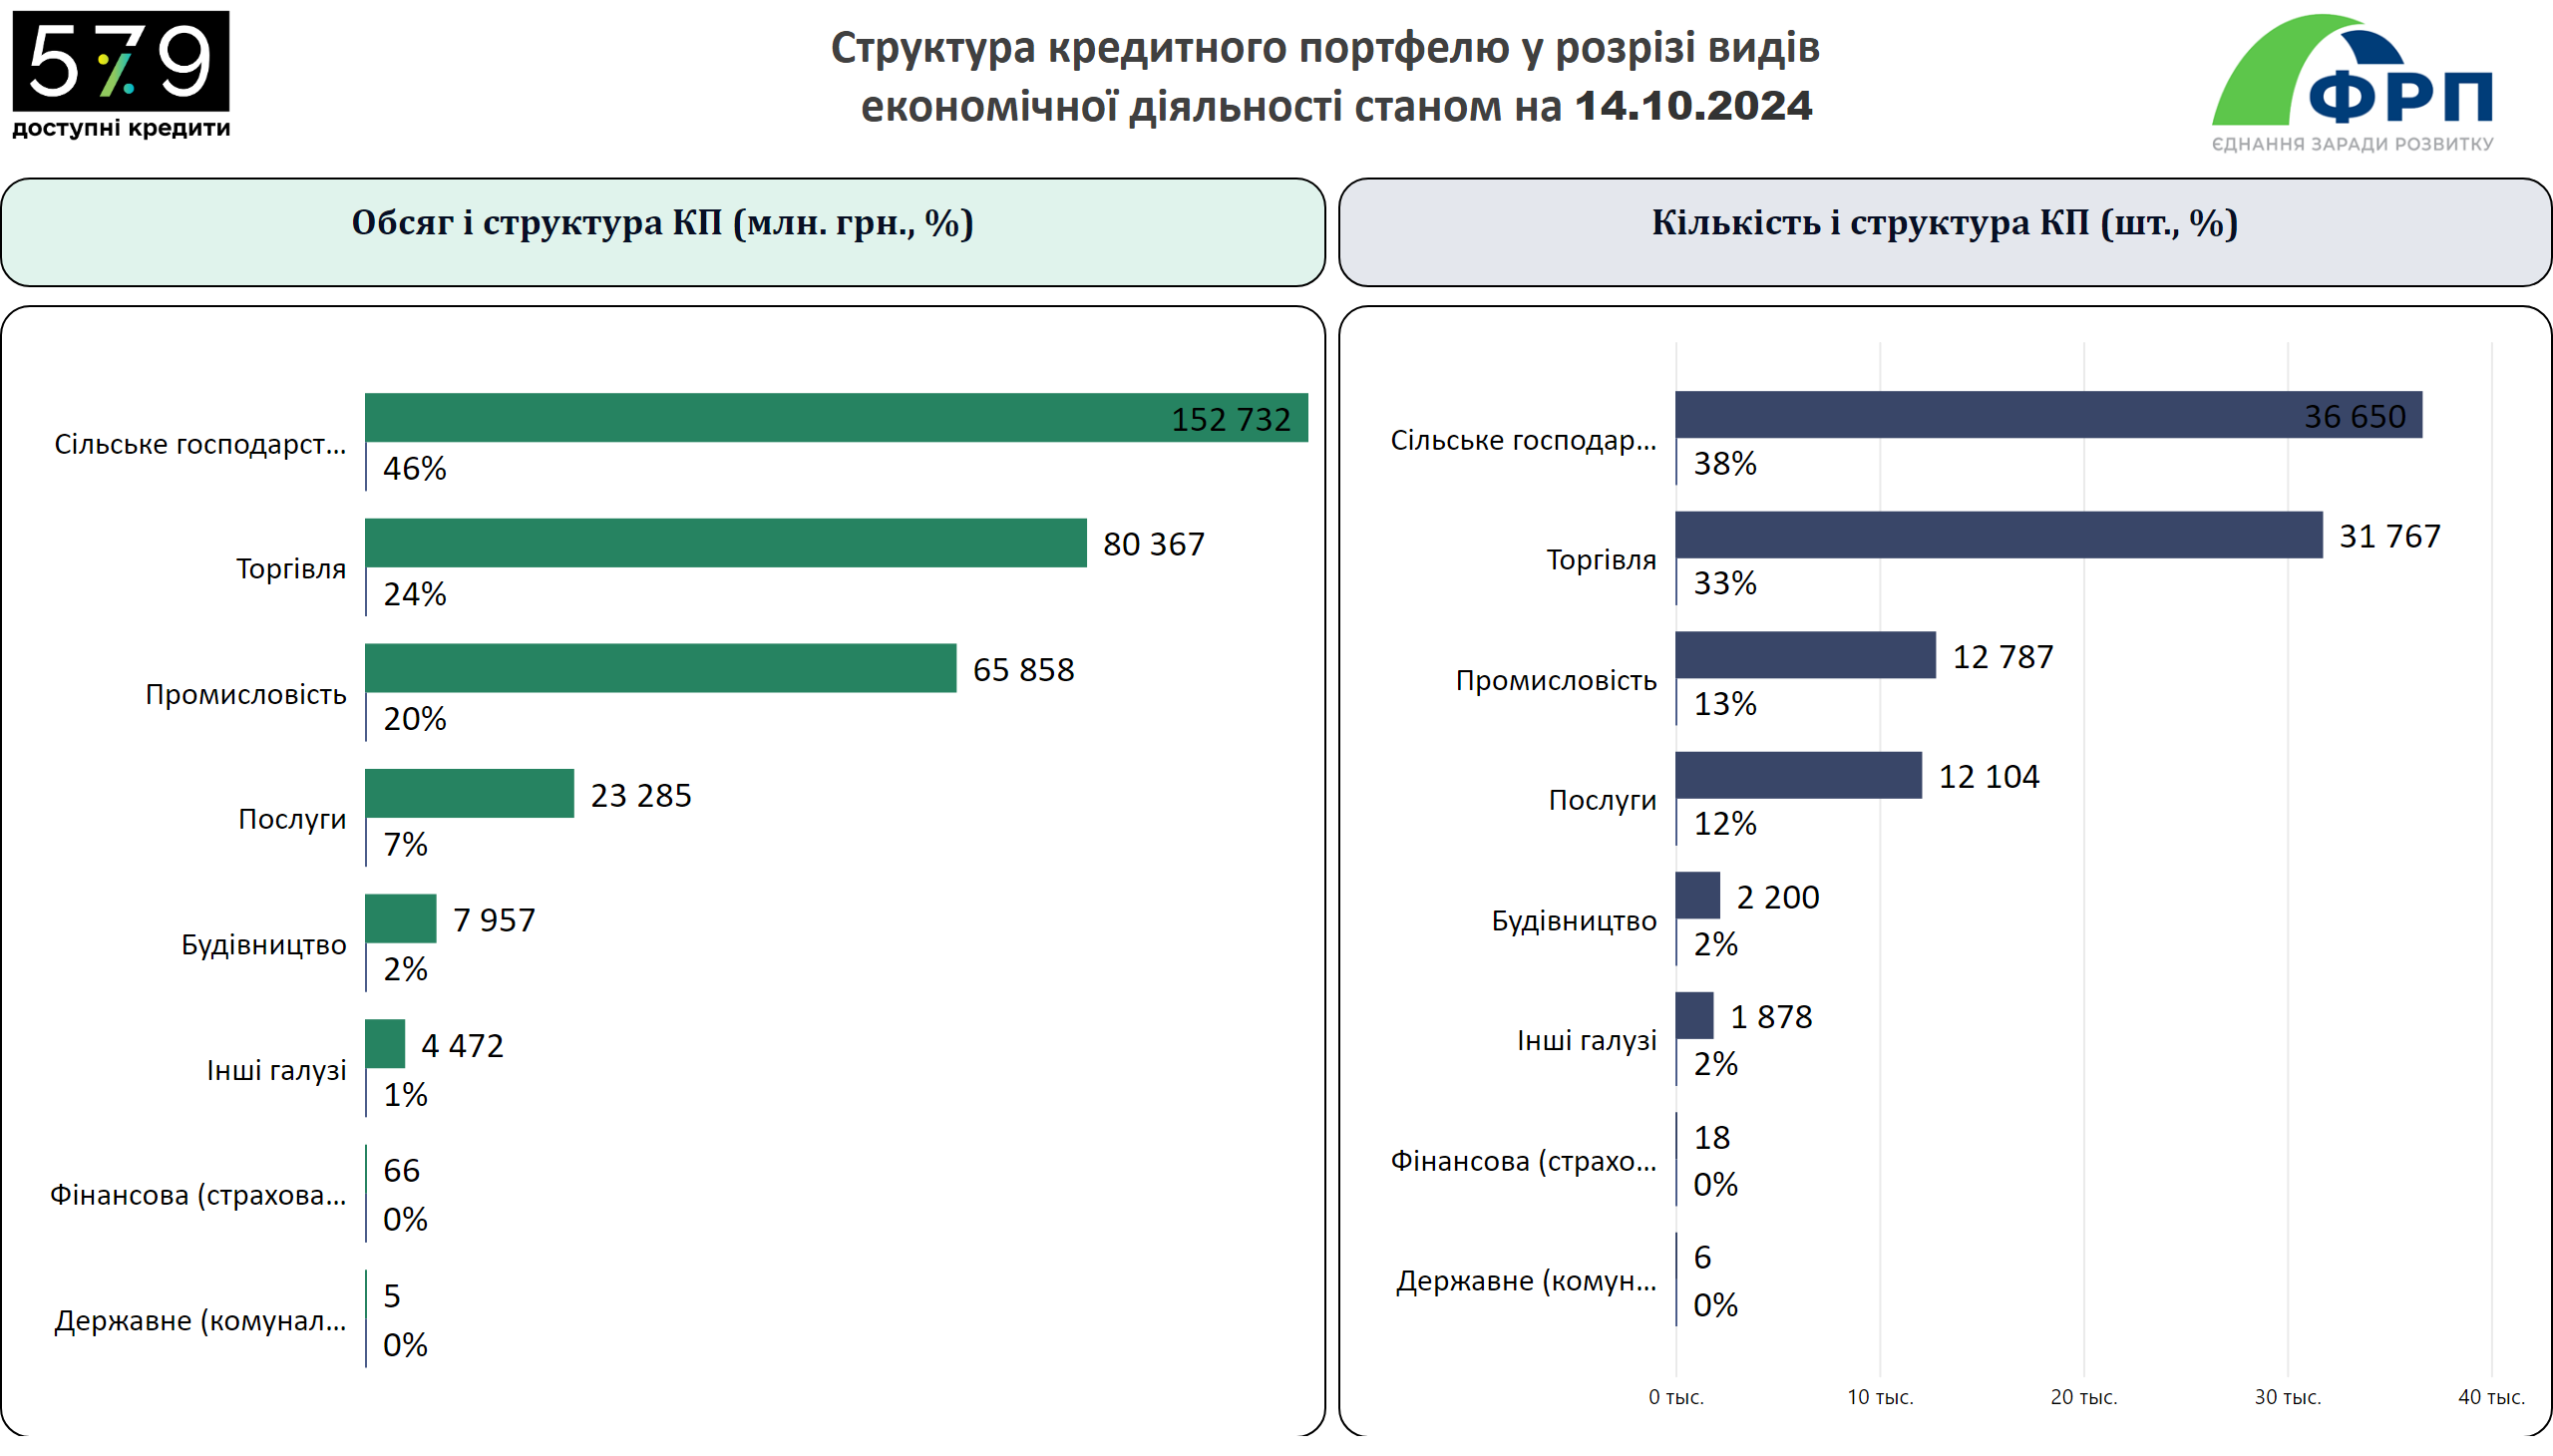 579
доступні кредити
Структура кредитного портфелю у розрізі видів
економічної діяльності станом на 14.10.2024
ФРП
ЄДНАННЯ ЗАРАДИ РОЗВИТКУ
Обсяг і структура КП (млн. грн., %)
Сільське господарст...
152 732
46%
Торгівля
80 367
24%
Промисловість
65 858
20%
Послуги
23 285
7%
Будівництво
7 957
2%
Інші галузі
4 472
1%
Фінансова (страхова...
66
0%
Державне (комунал...
5
0%
Кількість і структура КП (шт., %)
Сільське господар...
36 650
38%
Торгівля
31 767
33%
Промисловість
12 787
13%
Послуги
12 104
12%
Будівництво
2 200
2%
Інші галузі
1 878
2%
Фінансова (страхо...
18
0%
Державне (комун...
6
0%
0 тыс. 10 тыс. 20 тыс. 30 тыс. 40 тыс.